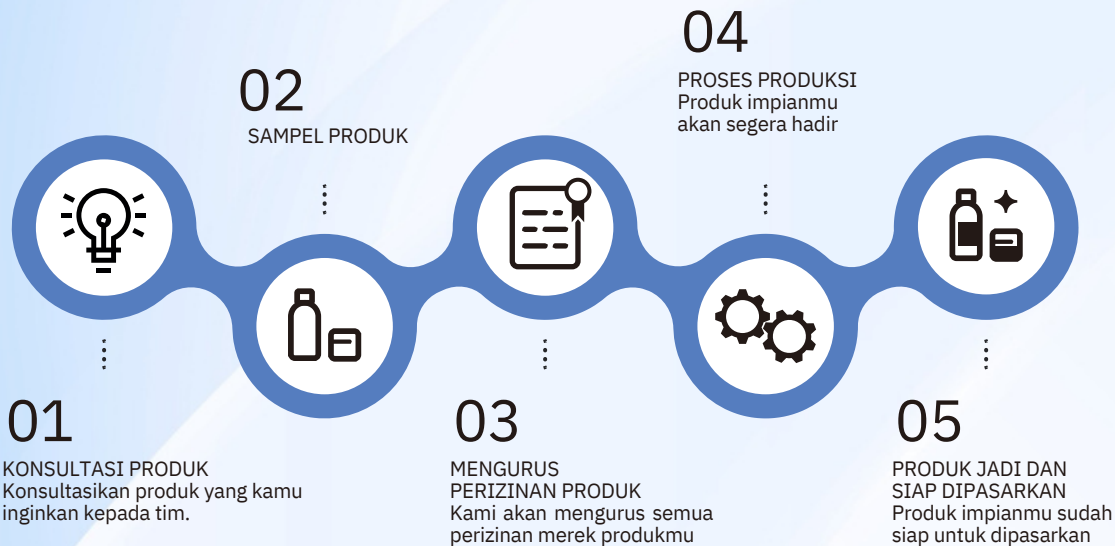 01
KONSULTASI PRODUK
Konsultasikan produk yang kamu
inginkan kepada tim.
02
SAMPEL PRODUK
03
MENGURUS
PERIZINAN PRODUK
Kami akan mengurus semua
perizinan merek produkmu
04
PROSES PRODUKSI
Produk impianmu
akan segera hadir
05
PRODUK JADI DAN
SIAP DIPASARKAN
Produk impianmu sudah
siap untuk dipasarkan